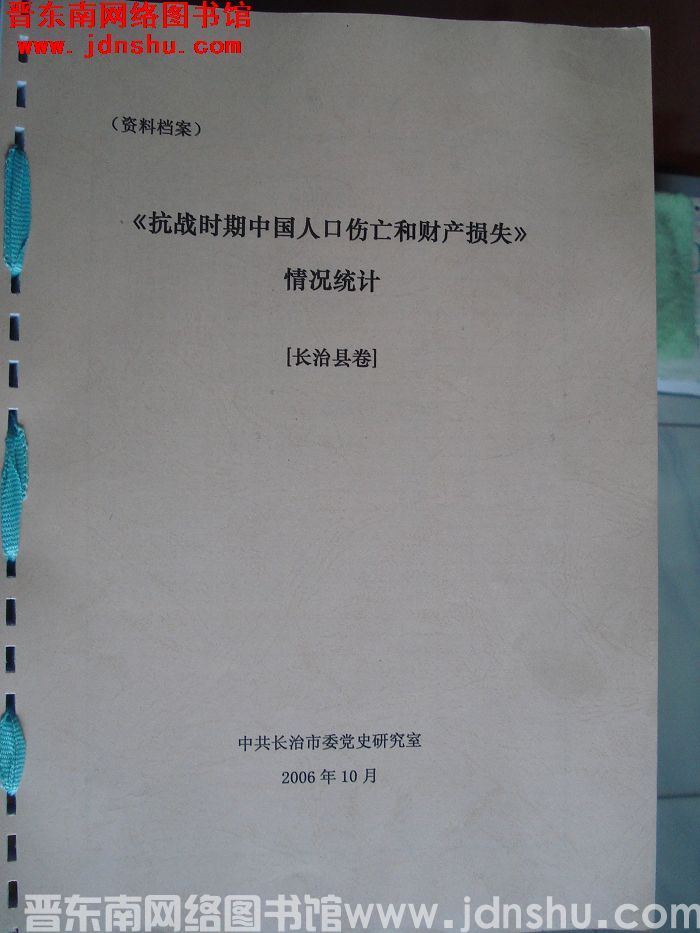 晋东南网络图书馆
www.jdnshu.com
（资料档案）
《抗战时期中国人口伤亡和财产损失》
情况统计
[长治县卷]
中共长治市委党史研究室
2006年10月
晋东南网络图书馆www.jdnshu.com